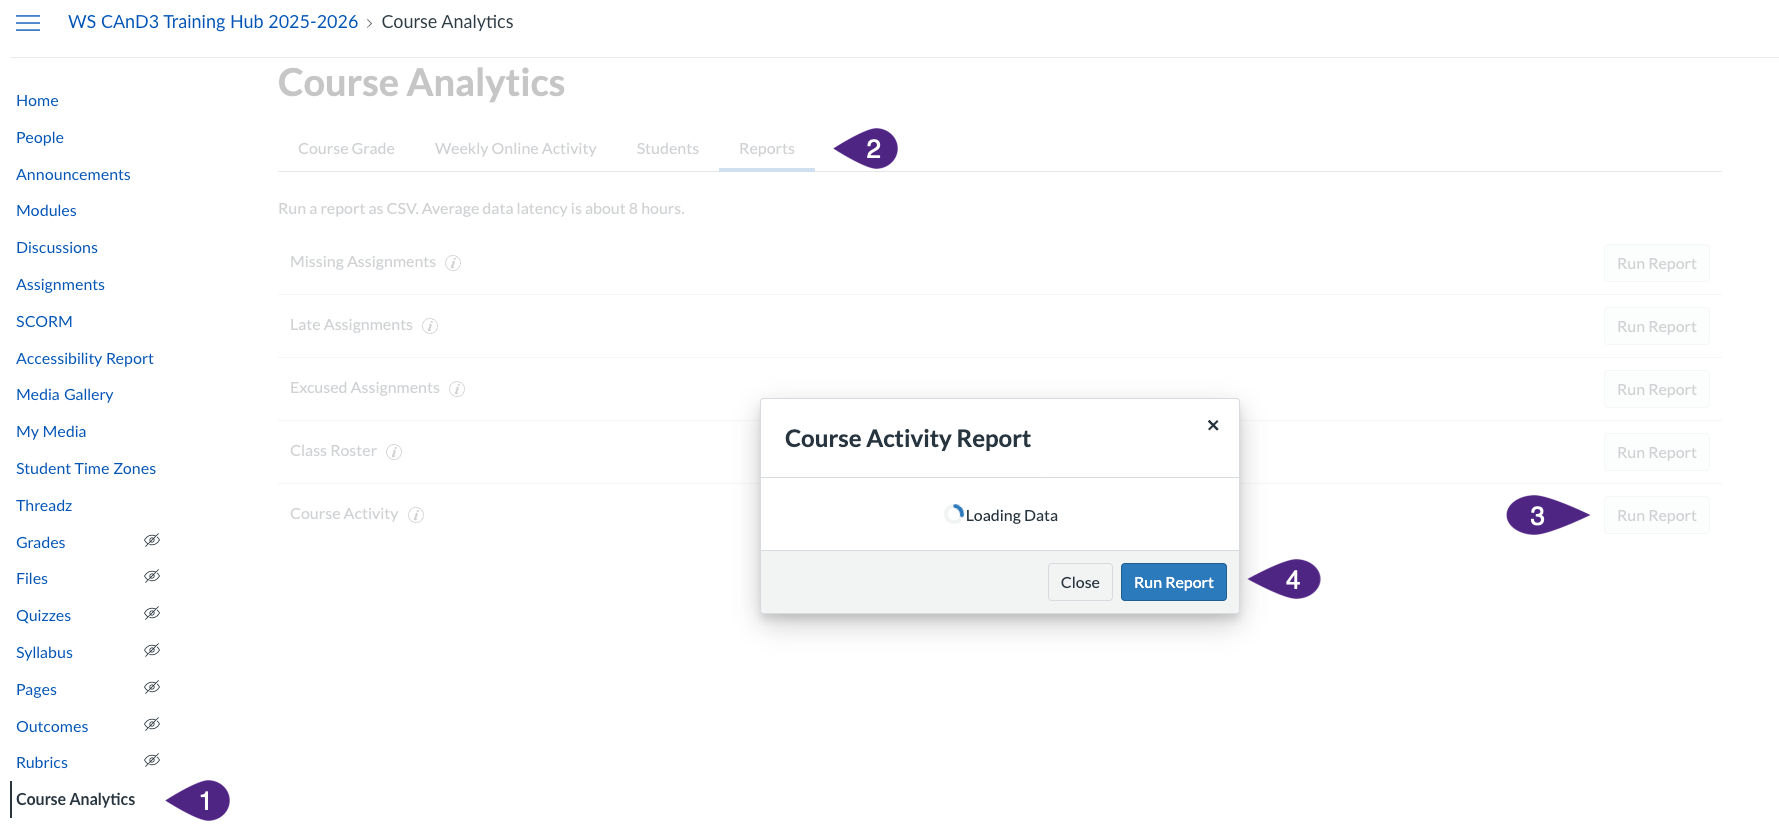 WS CAnD3 Training Hub 2025-2026 › Course Analytics
Course Analytics
Course Grade Weekly Online Activity Students Reports 2
Run a report as CSV. Average data latency is about 8 hours.
Missing Assignments i Run Report
Late Assignments i Run Report
Excused Assignments i Run Report
Class Roster i Run Report
Course Activity i 3 Run Report
Course Activity Report ×
Loading Data
Close Run Report 4
Home
People
Announcements
Modules
Discussions
Assignments
SCORM
Accessibility Report
Media Gallery
My Media
Student Time Zones
Threadz
Grades
Files
Quizzes
Syllabus
Pages
Outcomes
Rubrics
Course Analytics 1